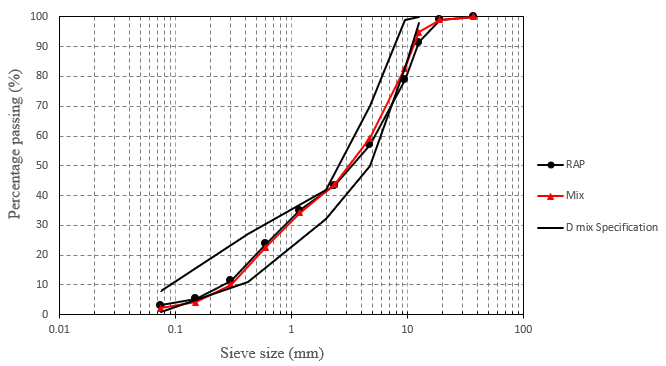 100
90
80
70
60
50
40
30
20
10
0
0.01 0.1 1 10 100
Percentage passing (%)
Sieve size (mm)
RAP
Mix
D mix Specification